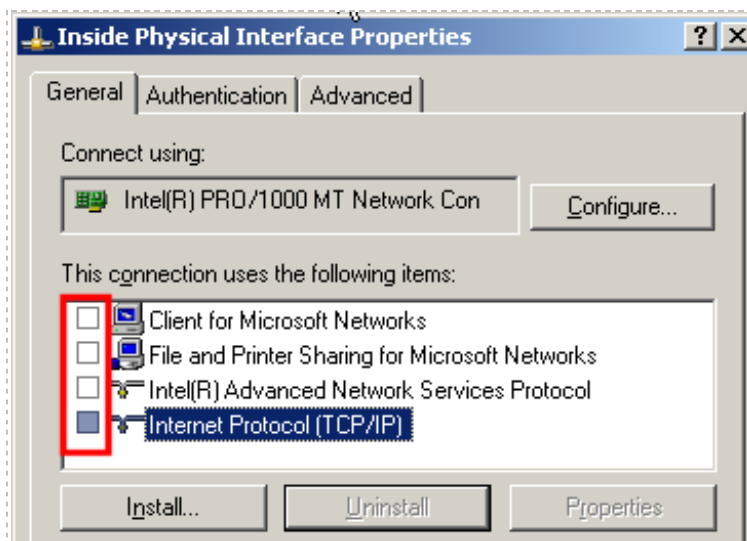 Inside Physical Interface Properties
General Authentication Advanced
Connect using:
Intel(R) PRO/1000 MT Network Con Configure...
This connection uses the following items:
Client for Microsoft Networks
File and Printer Sharing for Microsoft Networks
Intel(R) Advanced Network Services Protocol
Internet Protocol (TCP/IP)
Install... Uninstall Properties